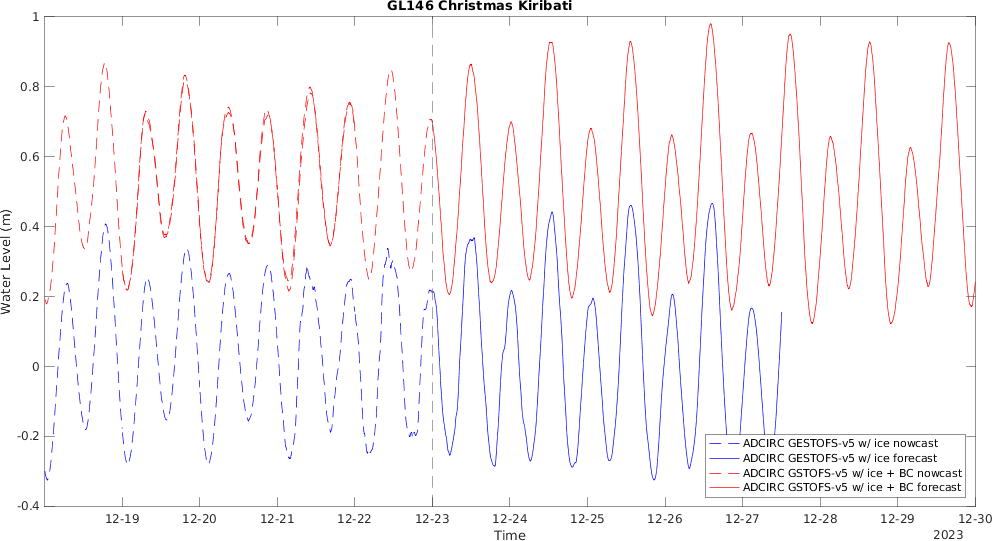 GL146 Christmas Kiribati
Water Level (m)
1
0.8
0.6
0.4
0.2
0
-0.2
-0.4
ADCIRC GESTOFS-v5 w/ ice nowcast
ADCIRC GESTOFS-v5 w/ ice forecast
ADCIRC GSTOFS-v5 w/ ice + BC nowcast
ADCIRC GSTOFS-v5 w/ ice + BC forecast
12-19 12-20 12-21 12-22 12-23 12-24 12-25 12-26 12-27 12-28 12-29 12-30
Time
2023